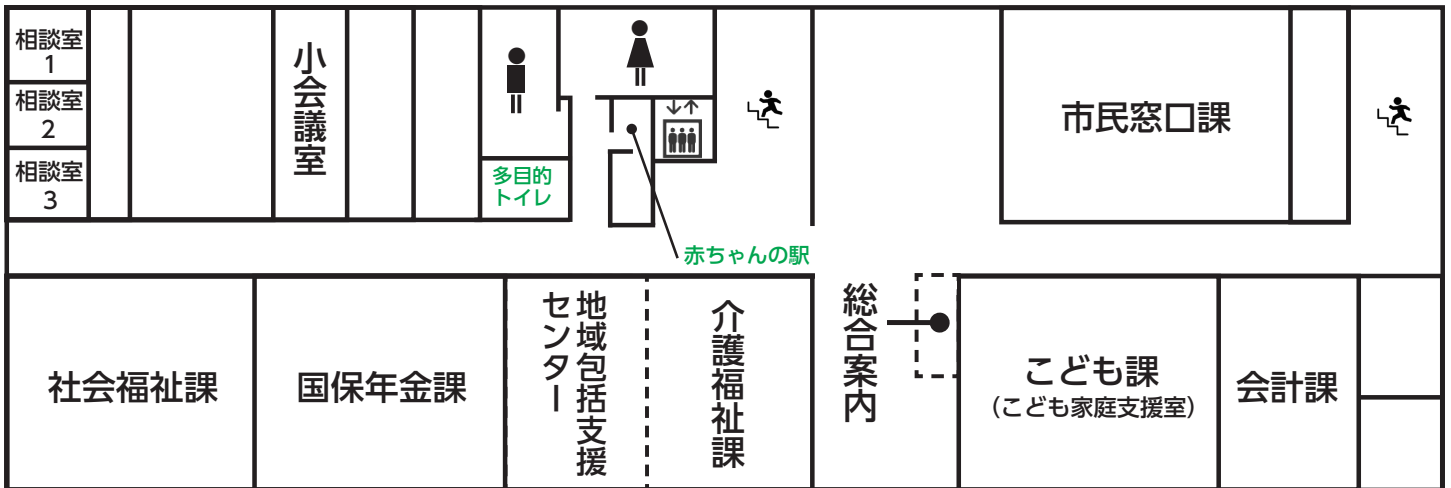 相談室
1
相談室
2
相談室
3
小会議室
多目的
トイレ
赤ちゃんの駅
市民窓口課
社会福祉課
国保年金課
地域包括支援
センター
介護福祉課
総合案内
こども課
（こども家庭支援室）
会計課